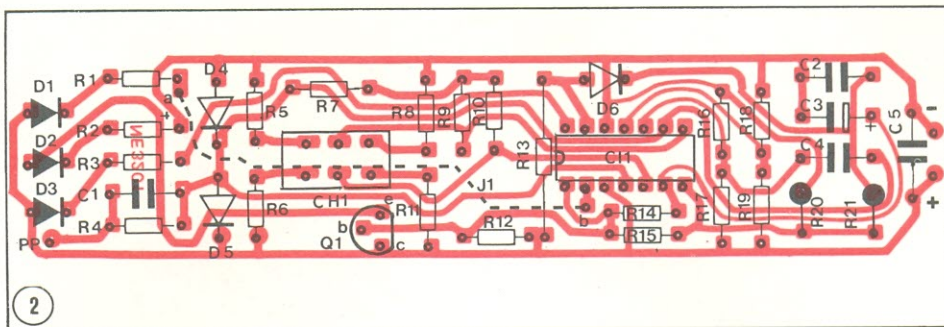 D1
R1
a
D4
R5
R7
R8
R9
R10
D6
R16
R18
C2
C3
C4
C5
-
+
+
+
D2
R2
NE330
R3
D3
C1
R4
PP
D5
R6
CH1
Q1
e
b
c
R11
J1
R12
R13
CI1
b
R14
R15
R17
R19
R20
R21
2